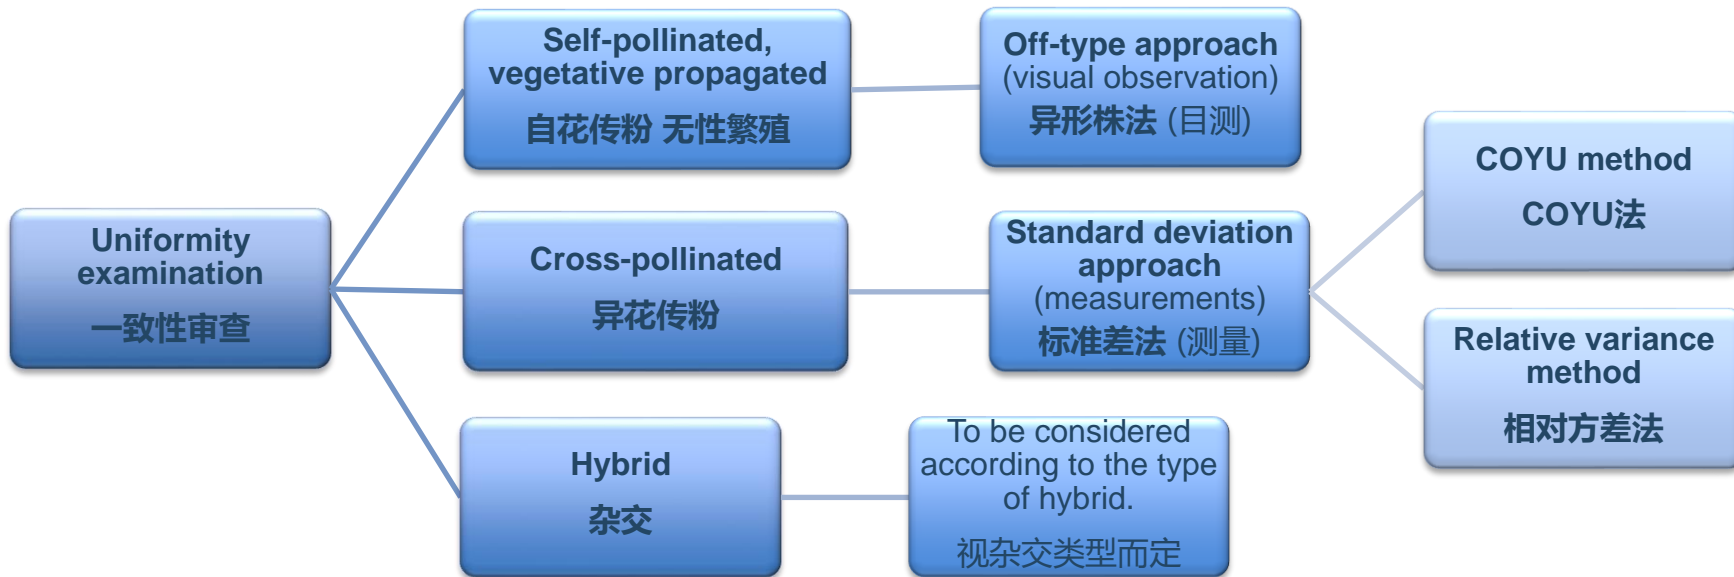 Uniformity
examination
一致性审查
Self-pollinated,
vegetative propagated
自花传粉 无性繁殖
Off-type approach
(visual observation)
异形株法 (目测)
Cross-pollinated
异花传粉
Standard deviation
approach
(measurements)
标准差法 (测量)
COYU method
COYU法
Relative variance
method
相对方差法
Hybrid
杂交
To be considered
according to the type
of hybrid.
视杂交类型而定